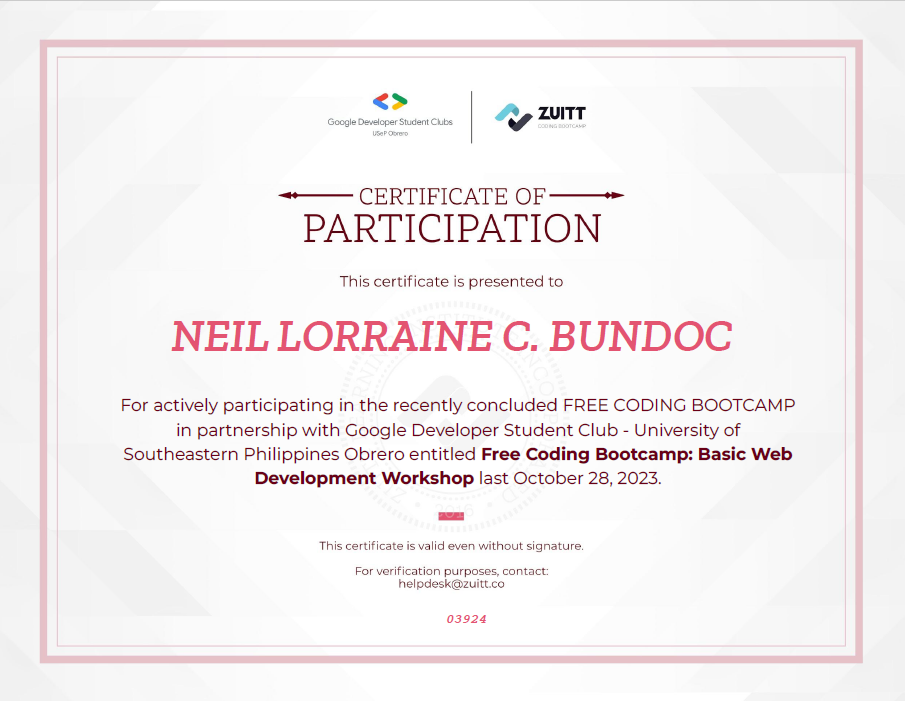 Google Developer Student Clubs
USeP Obrero
ZUITT
CODING BOOTCAMP
CERTIFICATE OF
PARTICIPATION
This certificate is presented to
NEIL LORRAINE C. BUNDOC
For actively participating in the recently concluded FREE CODING BOOTCAMP
in partnership with Google Developer Student Club - University of
Southeastern Philippines Obrero entitled Free Coding Bootcamp: Basic Web
Development Workshop last October 28, 2023.
This certificate is valid even without signature.
For verification purposes, contact:
helpdesk@zuitt.co
03924